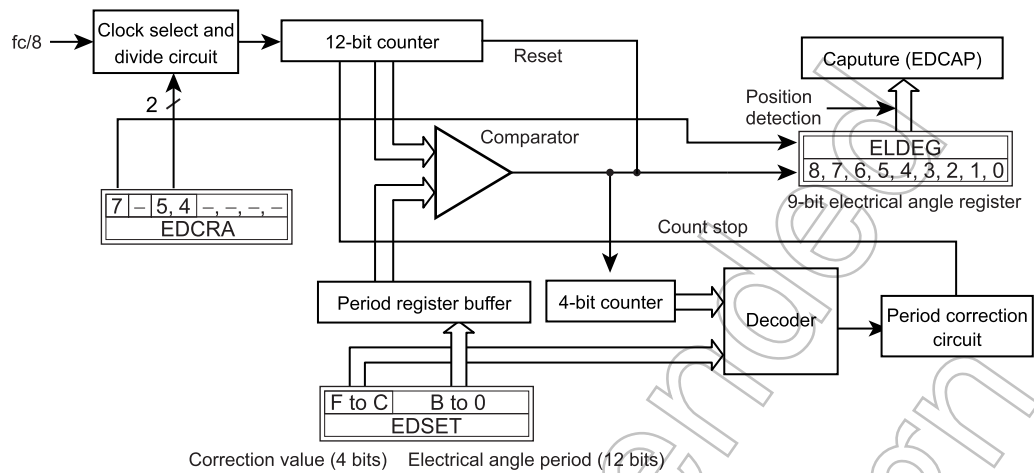 fc/8
Clock select and
divide circuit
12-bit counter
Reset
Caputure (EDCAP)
2
Position
detection
Comparator
ELDEG
8, 7, 6, 5, 4, 3, 2, 1, 0
9-bit electrical angle register
7 – 5, 4 –, –, –, –
EDCRA
Count stop
Period register buffer
4-bit counter
Decoder
Period correction
circuit
F to C B to 0
EDSET
Correction value (4 bits) Electrical angle period (12 bits)